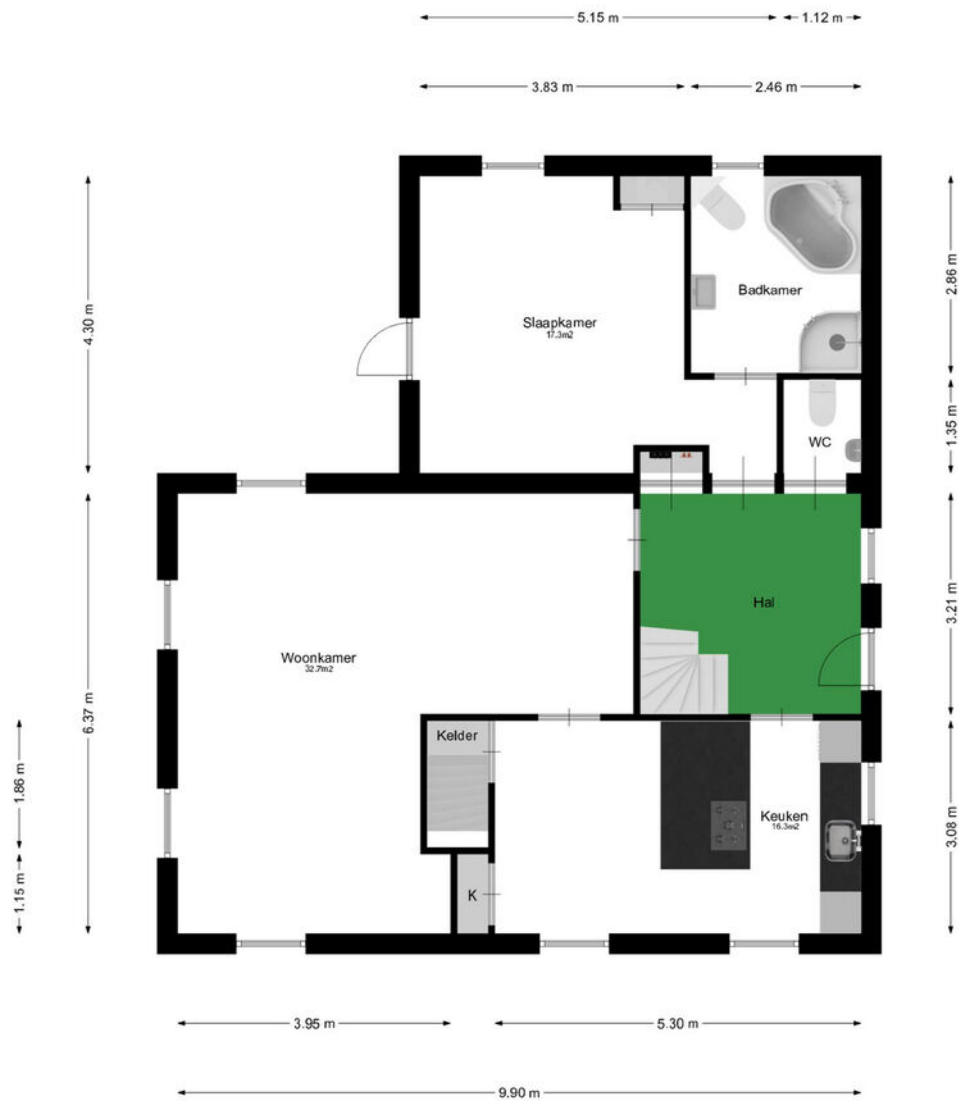 5.15 m
1.12 m
3.83 m
2.46 m
4.30 m
2.86 m
Badkamer
Slaapkamer
17.3m2
1.35 m
WC
Hal
3.21 m
Woonkamer
32.7m2
6.37 m
1.86 m
1.15 m
Kelder
Keuken
16.3m2
3.08 m
K
3.95 m
5.30 m
9.90 m